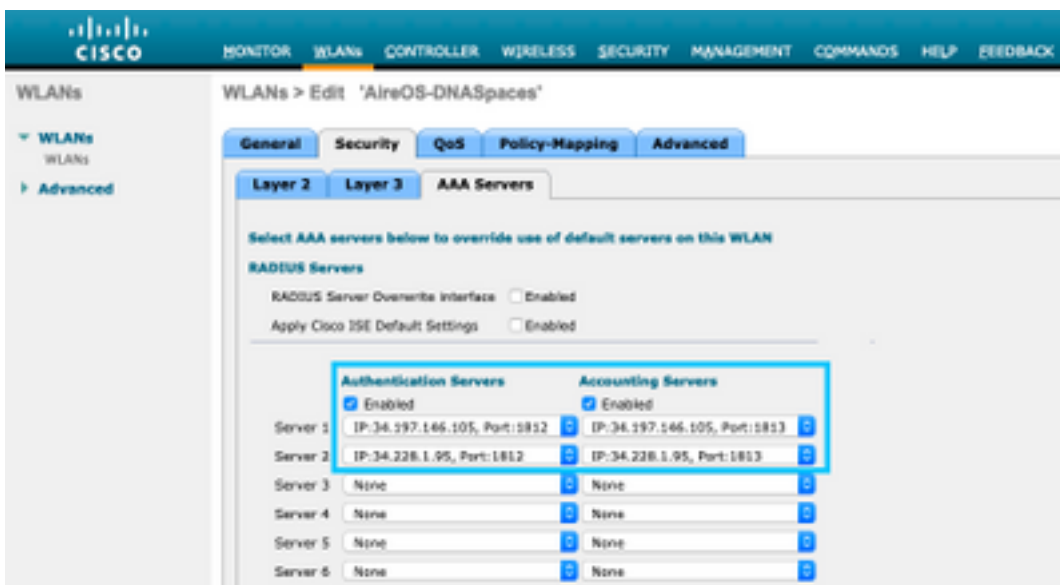 CISCO
MONITOR WLANs CONTROLLER WIRELESS SECURITY MANAGEMENT COMMANDS HELP FEEDBACK
WLANs
WLANs > Edit 'AireOS-DNASpaces'
WLANs
WLANs
Advanced
General Security QoS Policy-Mapping Advanced
Layer 2 Layer 3 AAA Servers
Select AAA servers below to override use of default servers on this WLAN
RADIUS Servers
RADIUS Server Overwrite interface Enabled
Apply Cisco ISE Default Settings Enabled
Authentication Servers Accounting Servers
Enabled Enabled
Server 1 IP:34.197.146.105, Port:1812 IP:34.197.146.105, Port:1813
Server 2 IP:34.228.1.95, Port:1812 IP:34.228.1.95, Port:1813
Server 3 None None
Server 4 None None
Server 5 None None
Server 6 None None